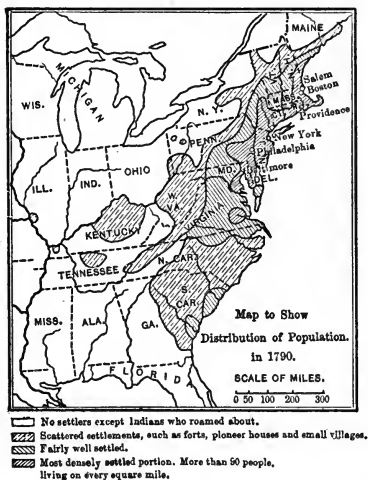 MAINE
MICHIGAN
WIS.
N.Y.
MASS.
Salem
Boston
Providence
New York
PENN.
Philadelphia
Baltimore
MD.
DEL.
ILL.
IND.
OHIO
W. VA.
VIRGINIA
KENTUCKY
TENNESSEE
N. CAR.
S. CAR.
MISS.
ALA.
GA.
FLORIDA
Map to Show
Distribution of Population.
in 1790.
SCALE OF MILES.
0 50 100 200 300
No settlers except Indians who roamed about.
Scattered settlements, such as forts, pioneer houses and small villages.
Fairly well settled.
Most densely settled portion. More than 90 people,
living on every square mile.